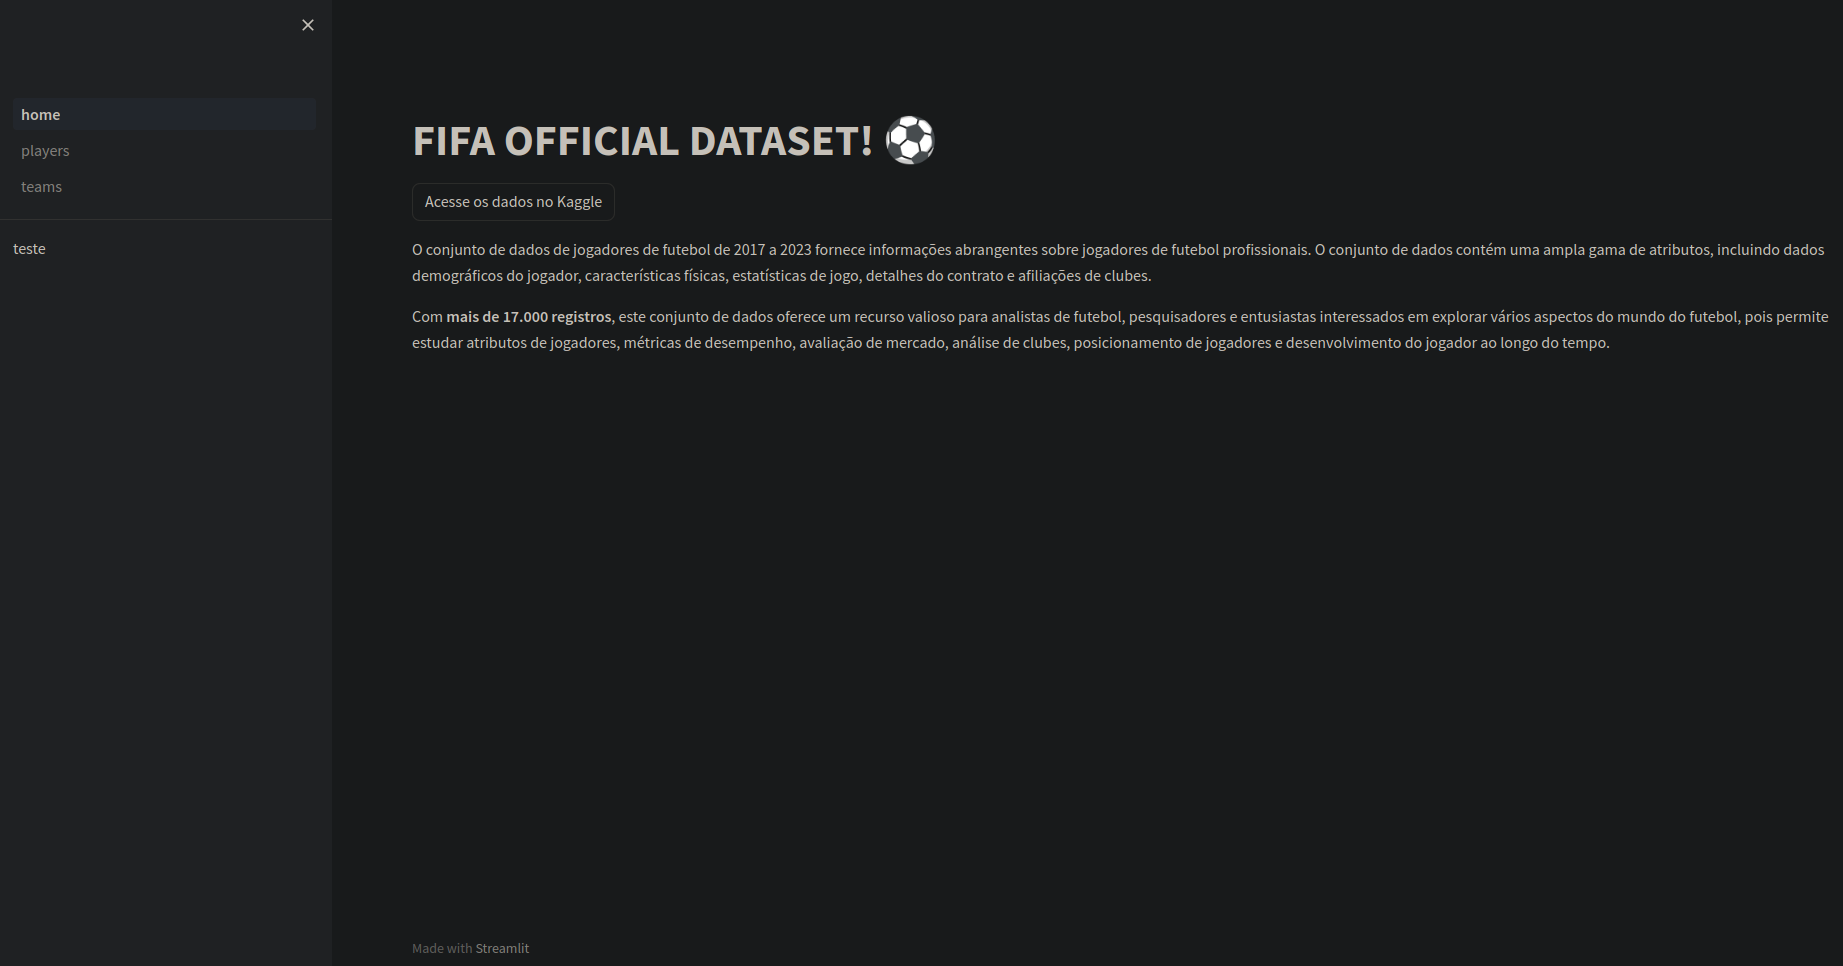 home
players
teams
teste
FIFA OFFICIAL DATASET! ⚽
Acesse os dados no Kaggle
O conjunto de dados de jogadores de futebol de 2017 a 2023 fornece informações abrangentes sobre jogadores de futebol profissionais. O conjunto de dados contém uma ampla gama de atributos, incluindo dados
demográficos do jogador, características físicas, estatísticas de jogo, detalhes do contrato e afiliações de clubes.
Com mais de 17.000 registros, este conjunto de dados oferece um recurso valioso para analistas de futebol, pesquisadores e entusiastas interessados em explorar vários aspectos do mundo do futebol, pois permite
estudar atributos de jogadores, métricas de desempenho, avaliação de mercado, análise de clubes, posicionamento de jogadores e desenvolvimento do jogador ao longo do tempo.
Made with Streamlit